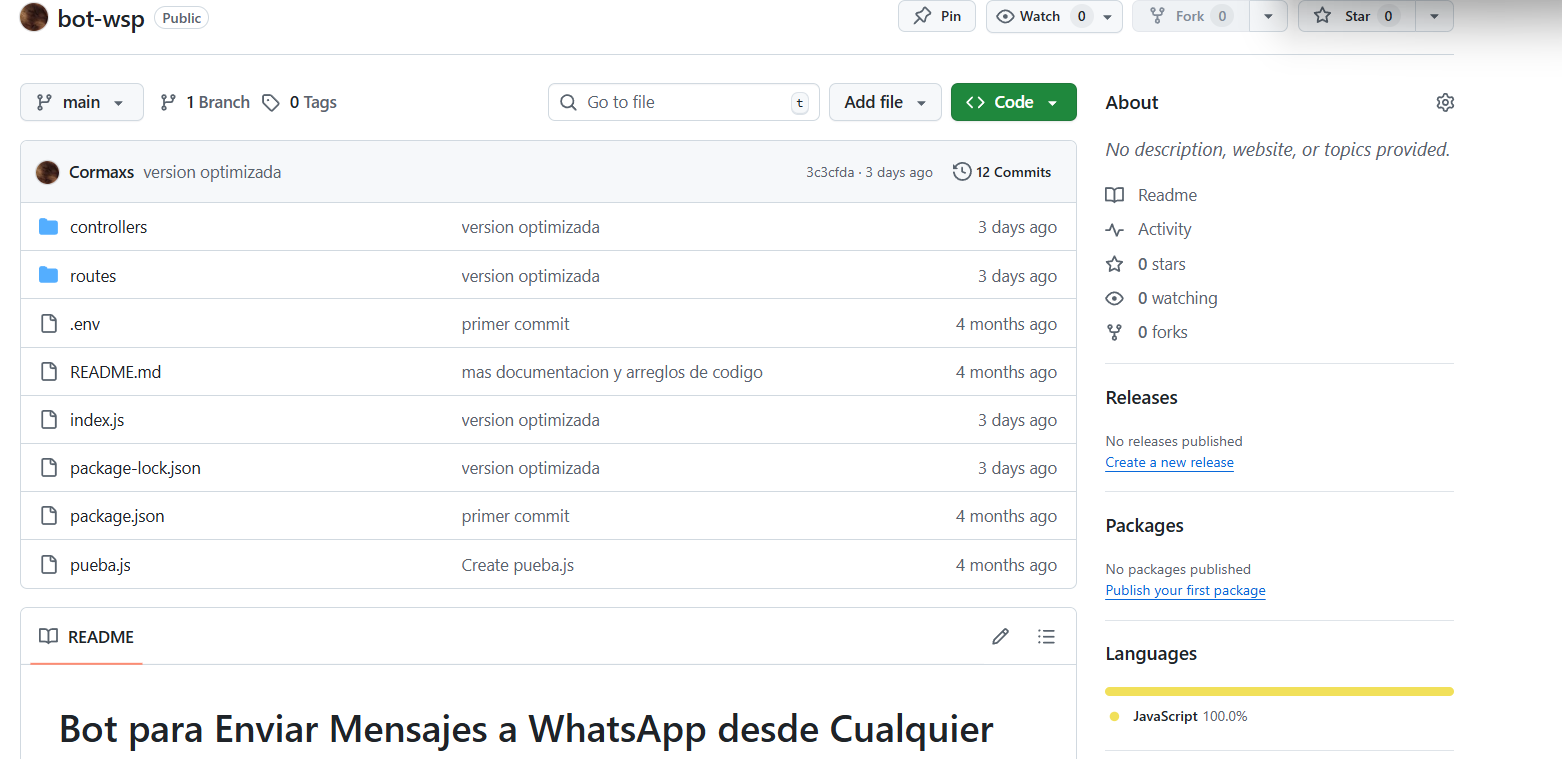 bot-wsp Public Pin Watch 0 Fork 0 Star 0
main 1 Branch 0 Tags Go to file t Add file Code
Cormaxs version optimizada 3c3cfda · 3 days ago 12 Commits
controllers version optimizada 3 days ago
routes version optimizada 3 days ago
.env primer commit 4 months ago
README.md mas documentacion y arreglos de codigo 4 months ago
index.js version optimizada 3 days ago
package-lock.json version optimizada 3 days ago
package.json primer commit 4 months ago
pueba.js Create pueba.js 4 months ago
README
Bot para Enviar Mensajes a WhatsApp desde Cualquier
About
No description, website, or topics provided.
Readme
Activity
0 stars
0 watching
0 forks
Releases
No releases published
Create a new release
Packages
No packages published
Publish your first package
Languages
JavaScript 100.0%